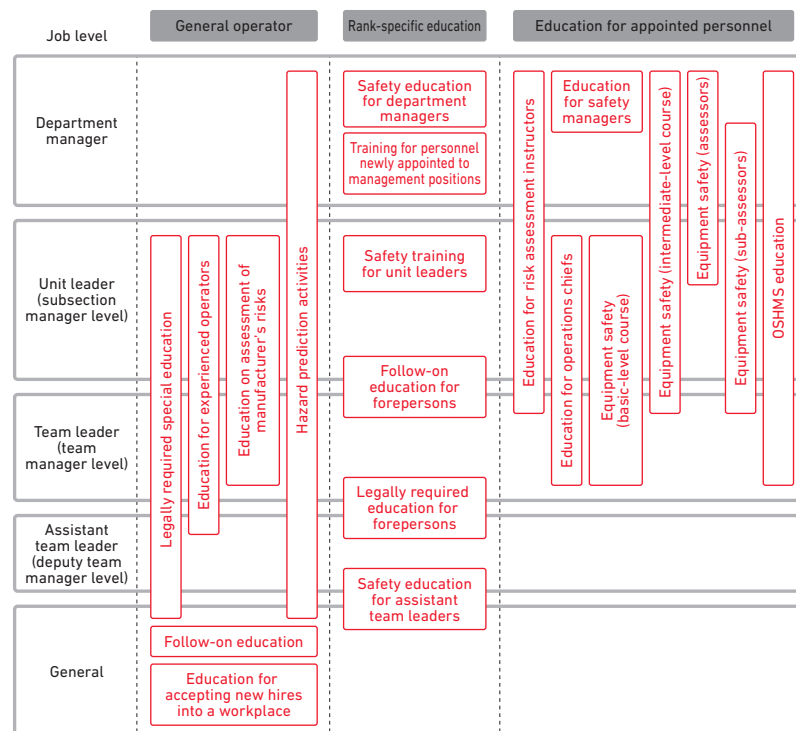 Job level
General operator
Rank-specific education
Education for appointed personnel
Department
manager
Unit leader
(subsection
manager level)
Team leader
(team
manager level)
Assistant
team leader
(deputy team
manager level)
General
Legally required special education
Education for experienced operators
Education on assessment of
manufacturer's risks
Hazard prediction activities
Follow-on education
Education for
accepting new hires
into a workplace
Safety education
for department
managers
Training for personnel
newly appointed to
management positions
Safety training
for unit leaders
Follow-on
education for
forepersons
Legally required
education for
forepersons
Safety education
for assistant
team leaders
Education for risk assessment instructors
Education
for safety
managers
Education for operations chiefs
Equipment safety
(basic-level course)
Equipment safety (intermediate-level course)
Equipment safety (assessors)
Equipment safety (sub-assessors)
OSHMS education